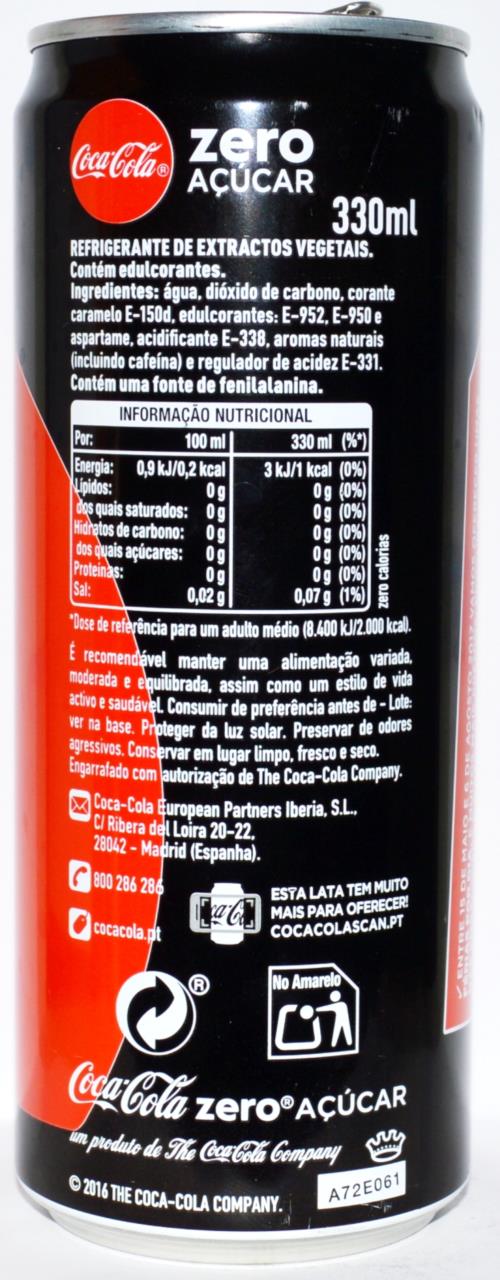 Coca-Cola®
zero
AÇÚCAR
330ml
REFRIGERANTE DE EXTRACTOS VEGETAIS.
Contém edulcorantes.
Ingredientes: água, dióxido de carbono, corante
caramelo E-150d, edulcorantes: E-952, E-950 e
aspartame, acidificante E-338, aromas naturais
(incluindo cafeína) e regulador de acidez E-331.
Contém uma fonte de fenilalanina.
INFORMAÇÃO NUTRICIONAL
Por: 100 ml 330 ml (%*)
Energia: 0,9 kJ/0,2 kcal 3 kJ/1 kcal (0%)
Lípidos: 0 g 0 g (0%)
dos quais saturados: 0 g 0 g (0%)
Hidratos de carbono: 0 g 0 g (0%)
dos quais açúcares: 0 g 0 g (0%)
Proteínas: 0 g 0 g (0%)
Sal: 0,02 g 0,07 g (1%)
zero calorias
*Dose de referência para um adulto médio (8.400 kJ/2.000 kcal).
É recomendável manter uma alimentação variada,
moderada e equilibrada, assim como um estilo de vida
activo e saudável. Consumir de preferência antes de - Lote:
ver na base. Proteger da luz solar. Preservar de odores
agressivos. Conservar em lugar limpo, fresco e seco.
Engarrafado com autorização de The Coca-Cola Company.
Coca-Cola European Partners Iberia, S.L.,
C/ Ribera del Loira 20-22,
28042 - Madrid (Espanha).
800 286 286
cocacola.pt
ESTA LATA TEM MUITO
MAIS PARA OFERECER!
COCACOLASCAN.PT
®
No Amarelo
Coca-Cola zero® AÇÚCAR
um produto de The Coca-Cola Company
© 2016 THE COCA-COLA COMPANY.
A72E061